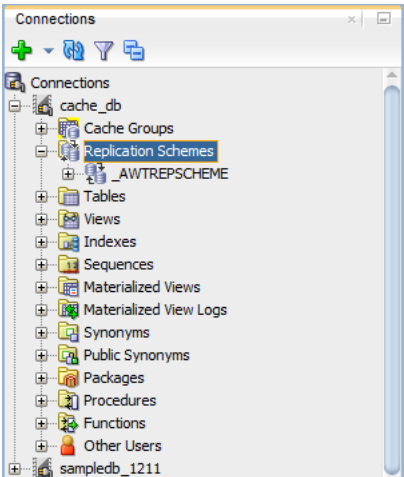 Connections
Connections
cache_db
Cache Groups
Replication Schemes
_AWTREPSCHEME
Tables
Views
Indexes
Sequences
Materialized Views
Materialized View Logs
Synonyms
Public Synonyms
Packages
Procedures
Functions
Other Users
sampledb_1211